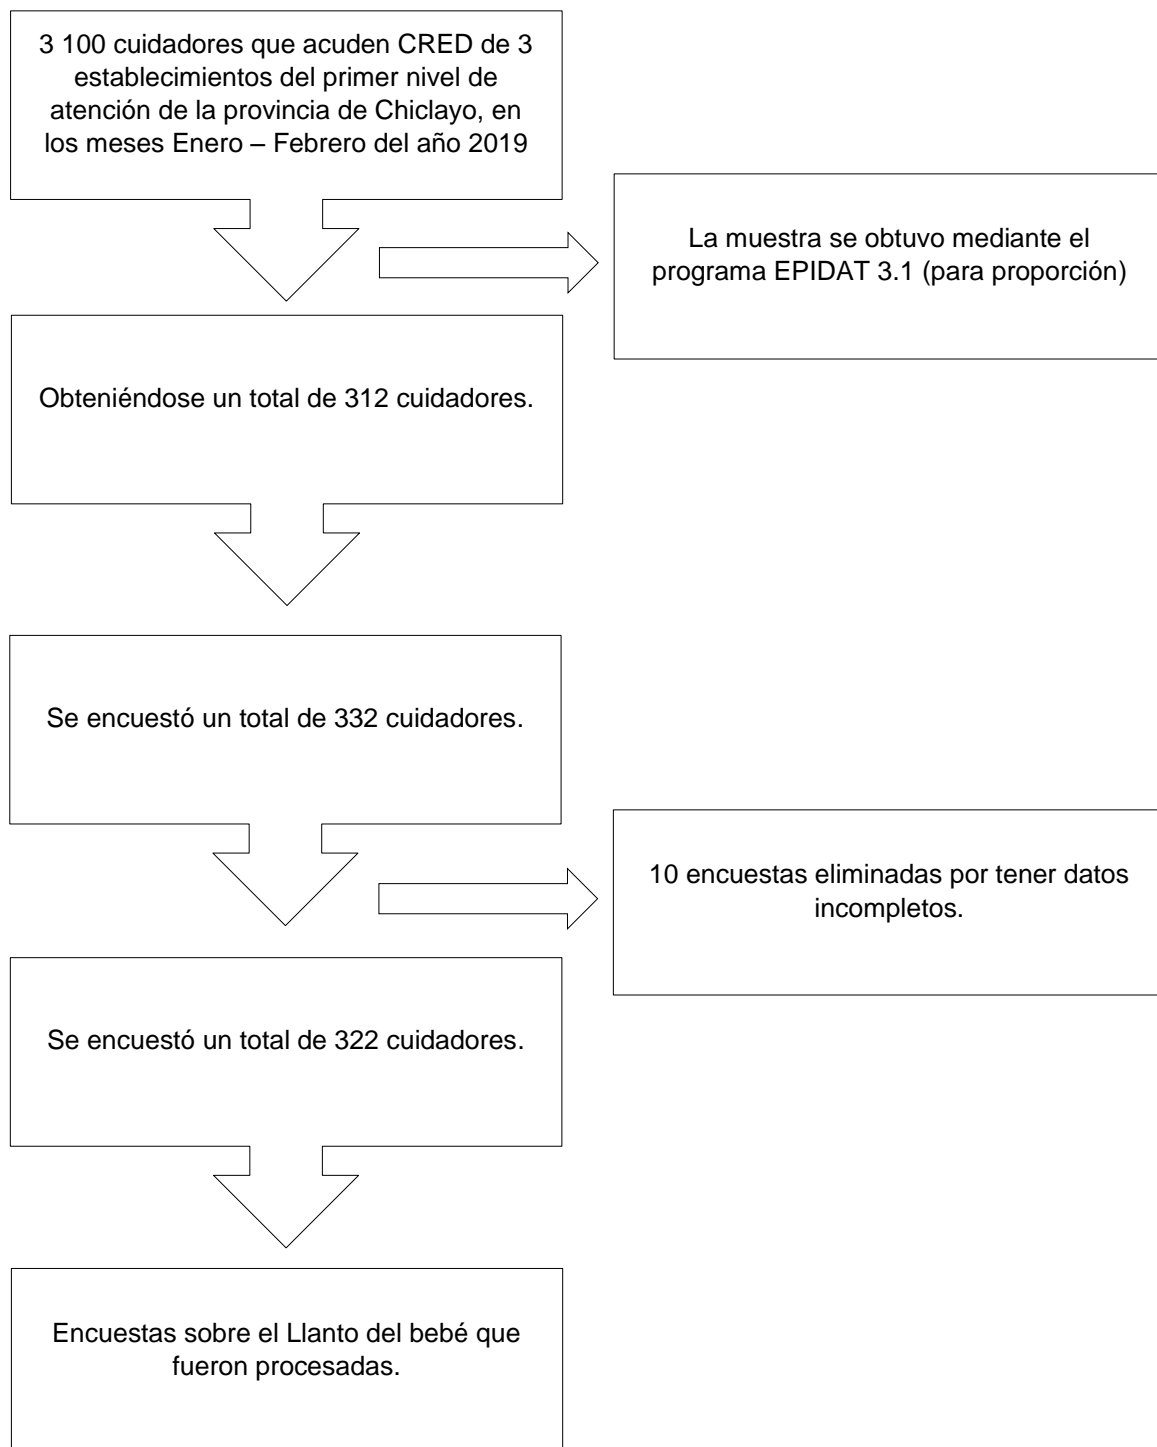 3 100 cuidadores que acuden CRED de 3
establecimientos del primer nivel de
atención de la provincia de Chiclayo, en
los meses Enero – Febrero del año 2019
La muestra se obtuvo mediante el
programa EPIDAT 3.1 (para proporción)
Obteniéndose un total de 312 cuidadores.
Se encuestó un total de 332 cuidadores.
10 encuestas eliminadas por tener datos
incompletos.
Se encuestó un total de 322 cuidadores.
Encuestas sobre el Llanto del bebé que
fueron procesadas.